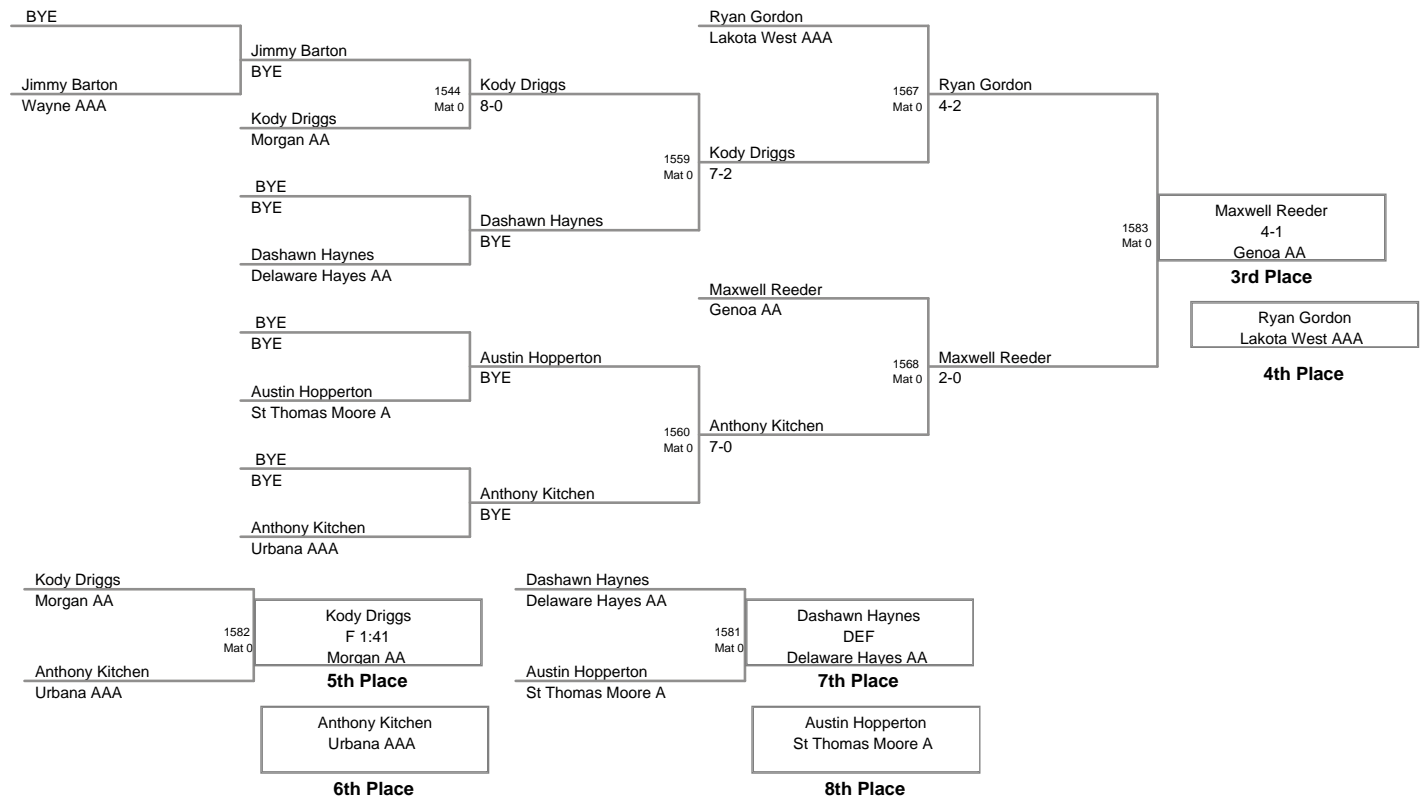 BYE
Jimmy Barton
Wayne AAA
Jimmy Barton
BYE
Kody Driggs
Morgan AA
1544
Mat 0
Kody Driggs
8-0
BYE
BYE
Dashawn Haynes
Delaware Hayes AA
Dashawn Haynes
BYE
1559
Mat 0
Kody Driggs
7-2
Ryan Gordon
Lakota West AAA
1567
Mat 0
Ryan Gordon
4-2
BYE
BYE
Austin Hopperton
St Thomas Moore A
Austin Hopperton
BYE
BYE
BYE
Anthony Kitchen
Urbana AAA
Anthony Kitchen
BYE
1560
Mat 0
Anthony Kitchen
7-0
Maxwell Reeder
Genoa AA
1568
Mat 0
Maxwell Reeder
2-0
1583
Mat 0
Maxwell Reeder
4-1
Genoa AA
3rd Place
Ryan Gordon
Lakota West AAA
4th Place
Kody Driggs
Morgan AA
Anthony Kitchen
Urbana AAA
1582
Mat 0
Kody Driggs
F 1:41
Morgan AA
5th Place
Anthony Kitchen
Urbana AAA
6th Place
Dashawn Haynes
Delaware Hayes AA
Austin Hopperton
St Thomas Moore A
1581
Mat 0
Dashawn Haynes
DEF
Delaware Hayes AA
7th Place
Austin Hopperton
St Thomas Moore A
8th Place